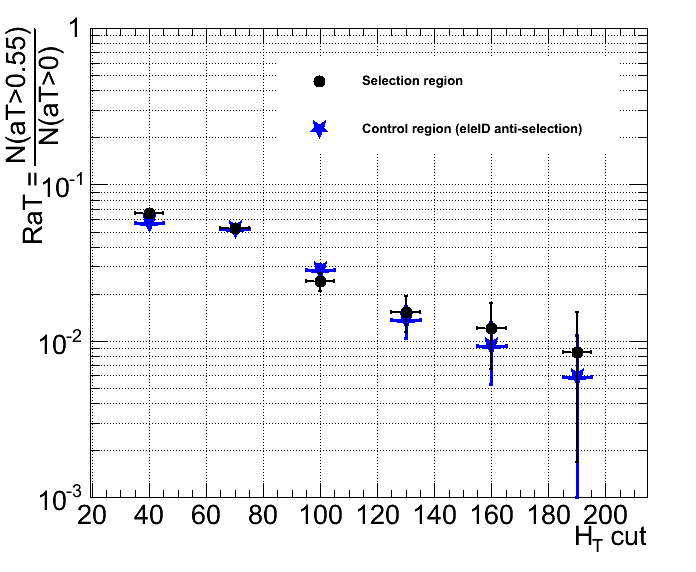 RaT = N(aT>0.55)
N(aT>0)
1
10-1
10-2
10-3
Selection region
Control region (eleID anti-selection)
20 40 60 80 100 120 140 160 180 200
HT cut